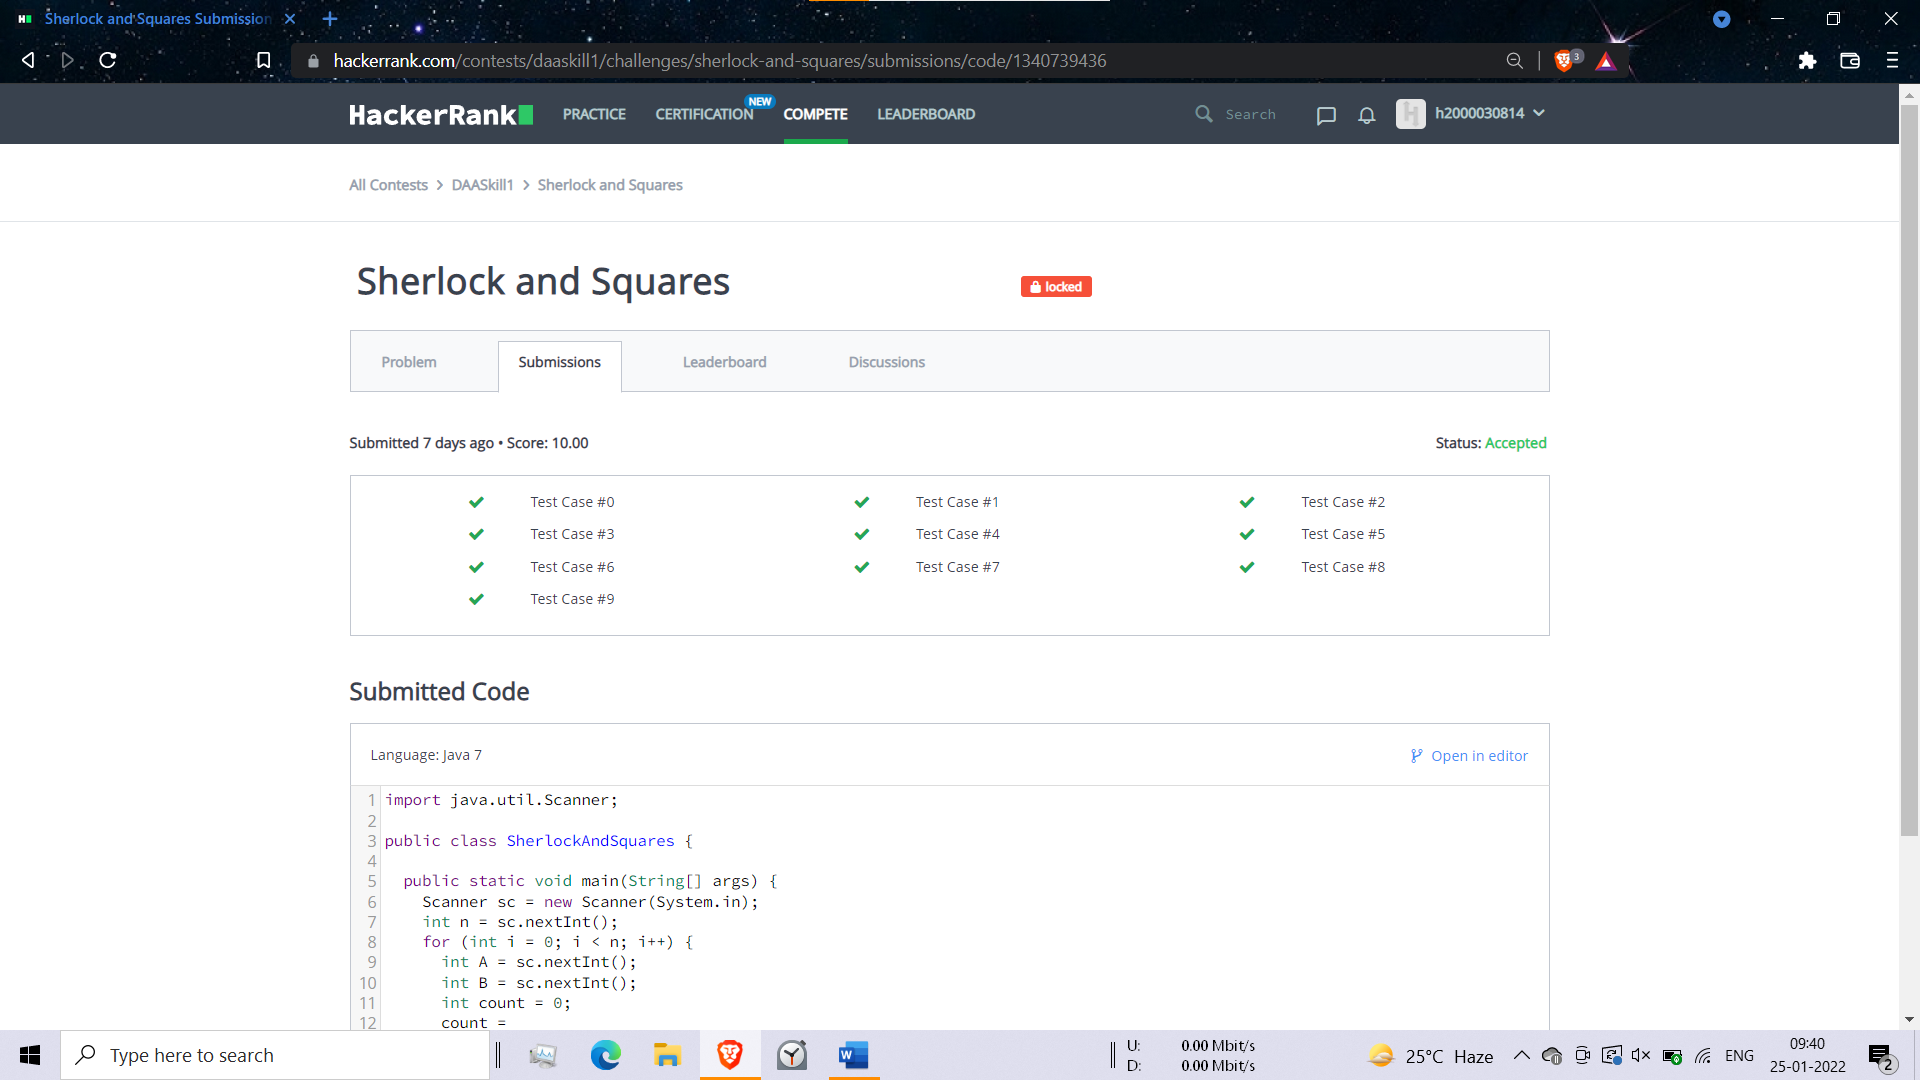 Sherlock and Squares Submission
hackerrank.com/contests/daaskill1/challenges/sherlock-and-squares/submissions/code/1340739436
3
HackerRank
PRACTICE
CERTIFICATION
NEW
COMPETE
LEADERBOARD
Search
h2000030814
All Contests > DAASkill1 > Sherlock and Squares
Sherlock and Squares
locked
Problem
Submissions
Leaderboard
Discussions
Submitted 7 days ago • Score: 10.00
Status: Accepted
Test Case #0
Test Case #1
Test Case #2
Test Case #3
Test Case #4
Test Case #5
Test Case #6
Test Case #7
Test Case #8
Test Case #9
Submitted Code
Language: Java 7
Open in editor
1 import java.util.Scanner;
2
3 public class SherlockAndSquares {
4
5 public static void main(String[] args) {
6 Scanner sc = new Scanner(System.in);
7 int n = sc.nextInt();
8 for (int i = 0; i < n; i++) {
9 int A = sc.nextInt();
10 int B = sc.nextInt();
11 int count = 0;
12 count =
Type here to search
U: 0.00 Mbit/s
D: 0.00 Mbit/s
25°C Haze
ENG
09:40
25-01-2022
2